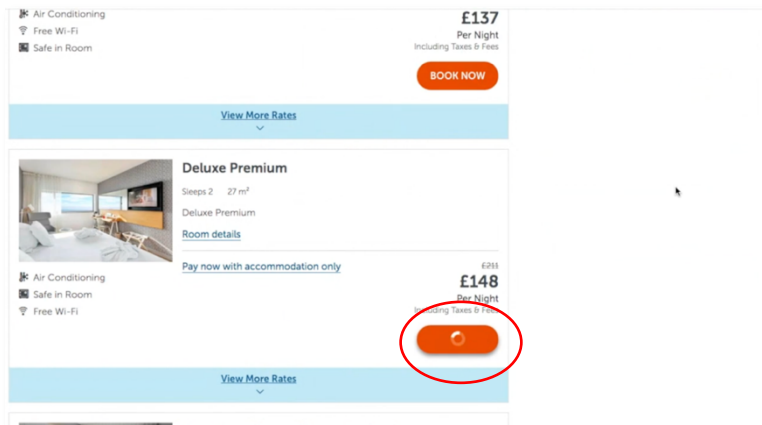 Air Conditioning
Free Wi-Fi
Safe in Room
£137
Per Night
Including Taxes & Fees
BOOK NOW
View More Rates
Deluxe Premium
Sleeps 2 27 m²
Deluxe Premium
Room details
Pay now with accommodation only
£211
£148
Per Night
Including Taxes & Fees
Air Conditioning
Safe in Room
Free Wi-Fi
View More Rates